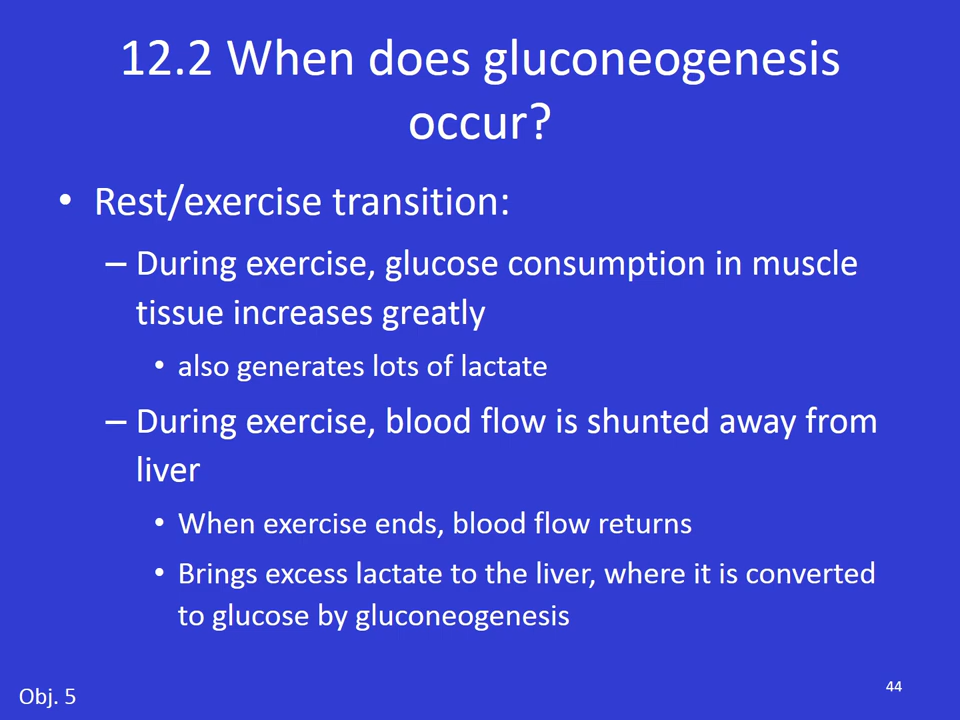 12.2 When does gluconeogenesis
occur?
• Rest/exercise transition:
– During exercise, glucose consumption in muscle
tissue increases greatly
• also generates lots of lactate
– During exercise, blood flow is shunted away from
liver
• When exercise ends, blood flow returns
• Brings excess lactate to the liver, where it is converted
to glucose by gluconeogenesis
Obj. 5
44